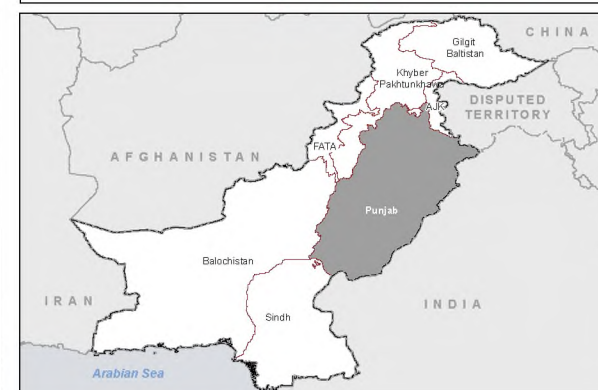 CHINA
Gilgit
Baltistan
Khyber
Pakhtunkhawa
AJK
DISPUTED
TERRITORY
AFGHANISTAN
FATA
Punjab
Balochistan
IRAN
INDIA
Sindh
Arabian Sea